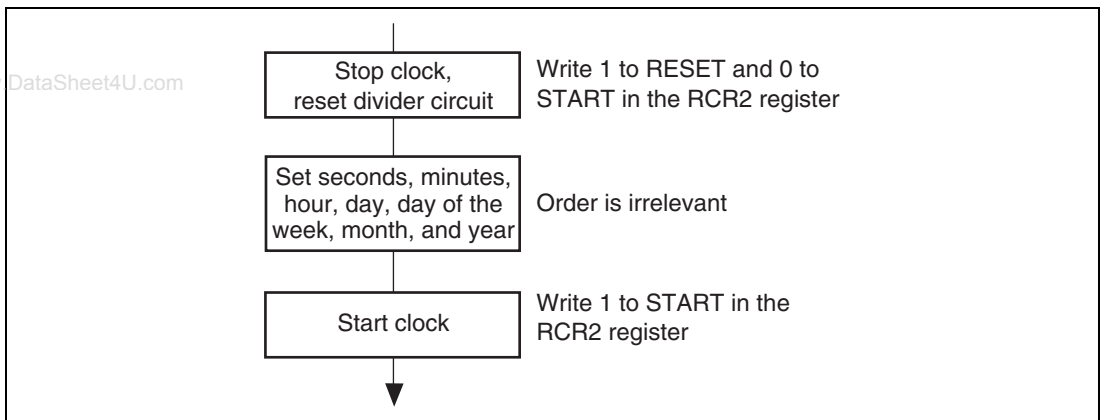 .DataSheet4U.com
Stop clock,
reset divider circuit
Write 1 to RESET and 0 to
START in the RCR2 register
Set seconds, minutes,
hour, day, day of the
week, month, and year
Order is irrelevant
Start clock
Write 1 to START in the
RCR2 register